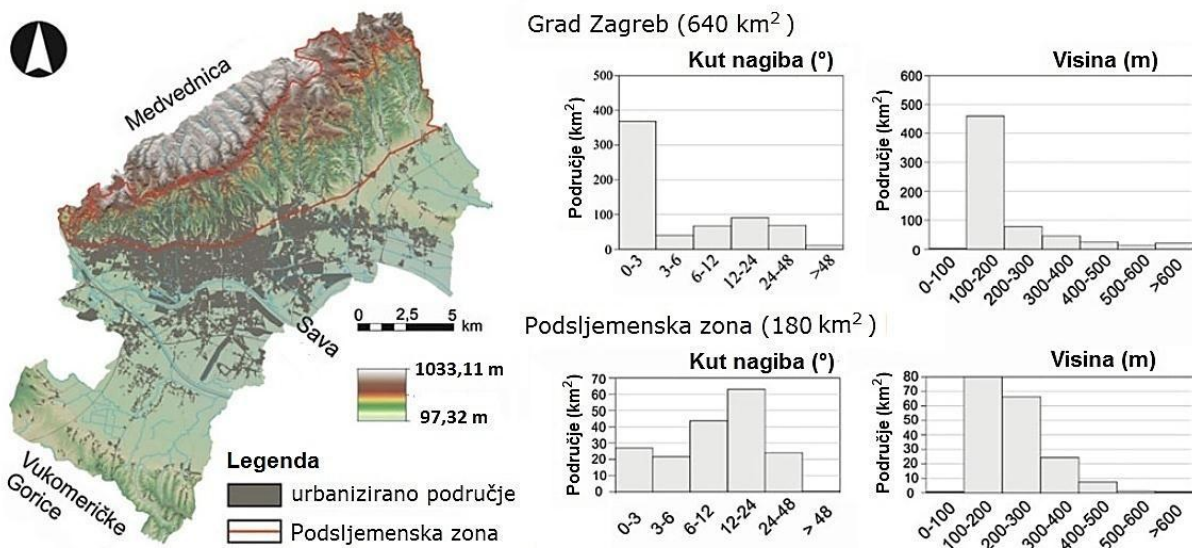 Medvednica
Sava
Vukomeričke
Gorice
0 2,5 5
km
1033,11 m
97,32 m
Legenda
urbanizirano područje
Podsljemenska zona
Grad Zagreb (640 km²)
Kut nagiba (º)
Područje (km²)
500
400
300
200
100
0
0-3
3-6
6-12
12-24
24-48
>48
Visina (m)
Područje (km²)
600
500
400
300
200
100
0
0-100
100-200
200-300
300-400
400-500
500-600
>600
Podsljemenska zona (180 km²)
Kut nagiba (º)
Područje (km²)
70
60
50
40
30
20
10
0
0-3
3-6
6-12
12-24
24-48
> 48
Visina (m)
Područje (km²)
80
70
60
50
40
30
20
10
0
0-100
100-200
200-300
300-400
400-500
500-600
>600